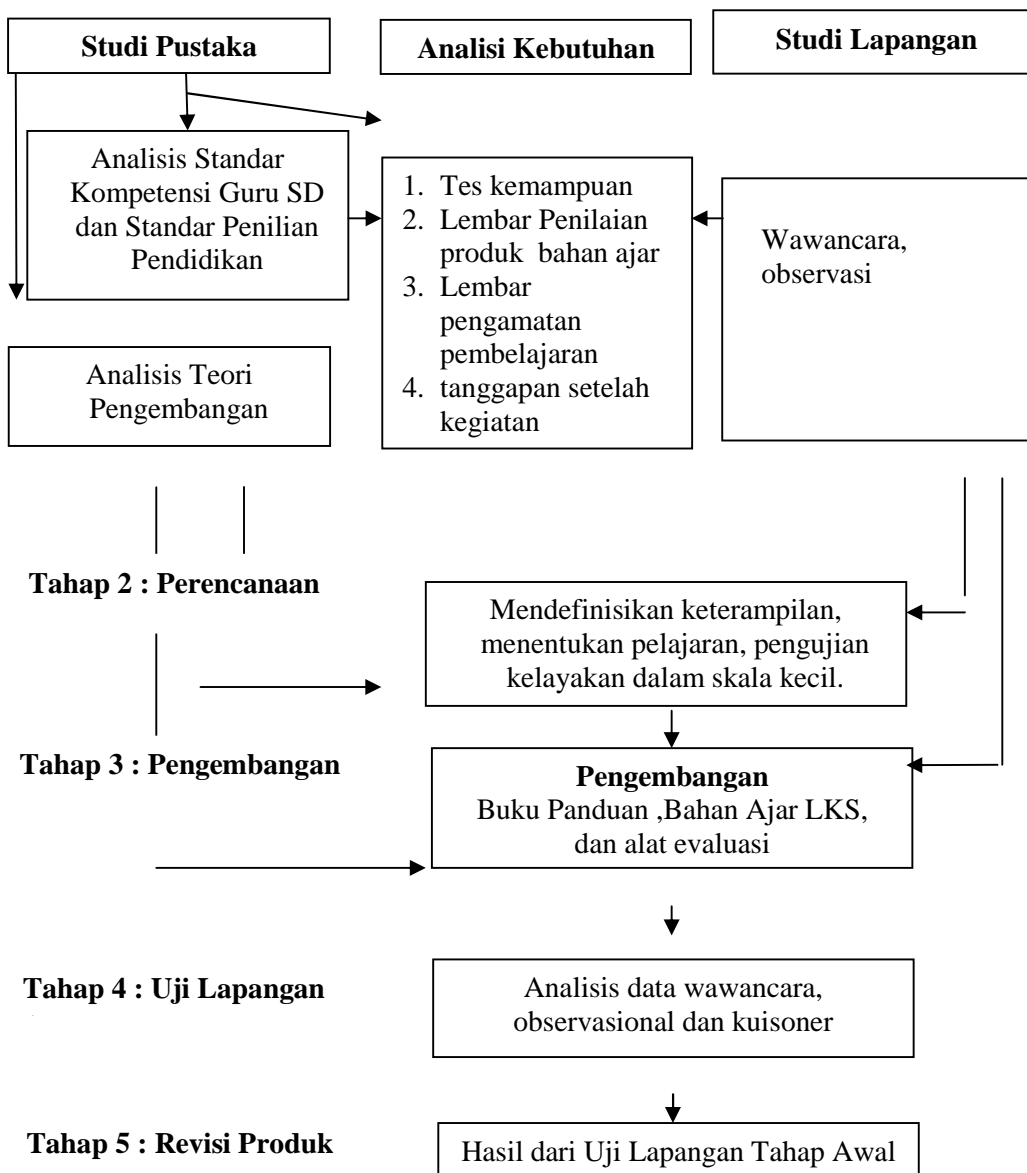 Studi Pustaka
Analisi Kebutuhan
Studi Lapangan
Analisis Standar
Kompetensi Guru SD
dan Standar Penilian
Pendidikan
1. Tes kemampuan
2. Lembar Penilaian
produk bahan ajar
3. Lembar
pengamatan
pembelajaran
4. tanggapan setelah
kegiatan
Wawancara,
observasi
Analisis Teori
Pengembangan
Tahap 2 : Perencanaan
Mendefinisikan keterampilan,
menentukan pelajaran, pengujian
kelayakan dalam skala kecil.
Tahap 3 : Pengembangan
Pengembangan
Buku Panduan ,Bahan Ajar LKS,
dan alat evaluasi
Tahap 4 : Uji Lapangan
Analisis data wawancara,
observasional dan kuisoner
Tahap 5 : Revisi Produk
Hasil dari Uji Lapangan Tahap Awal